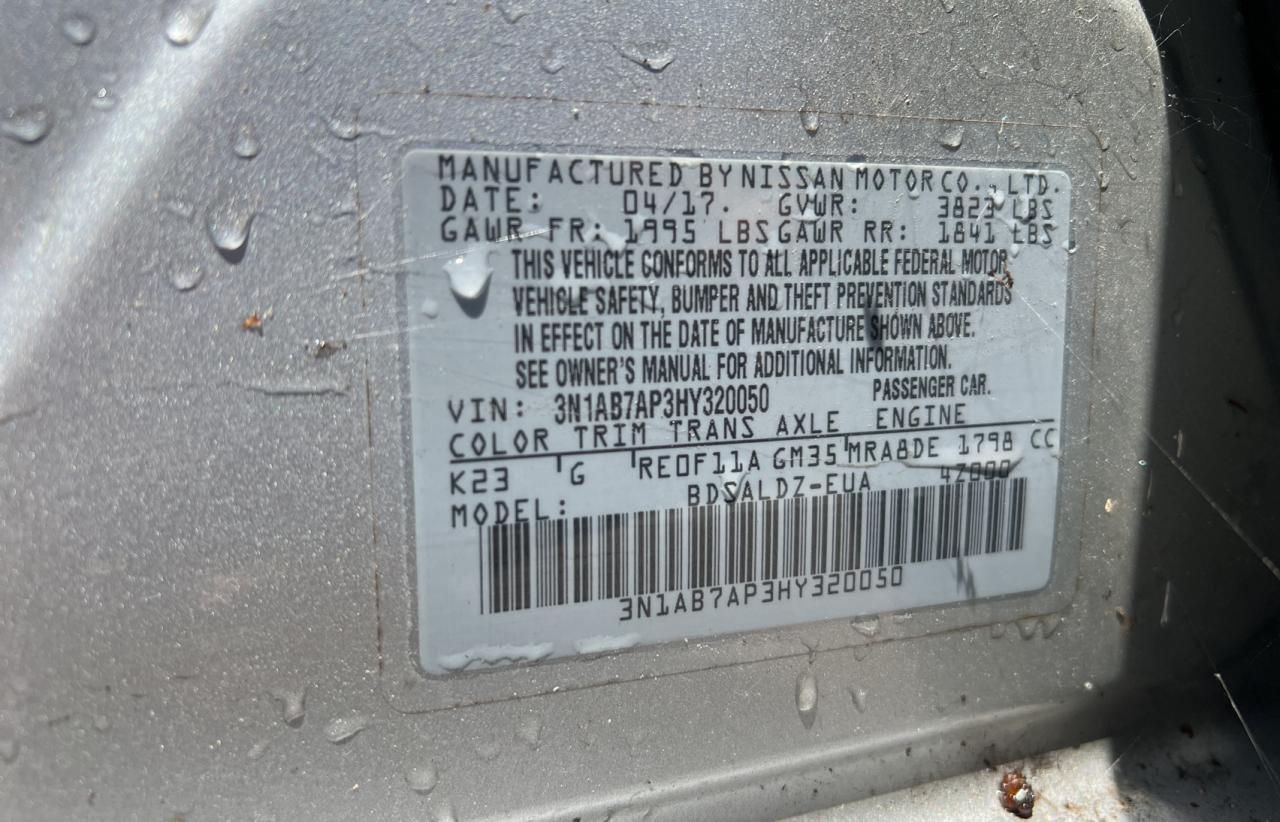 MANUFACTURED BY NISSAN MOTOR CO., LTD.
DATE: 04/17. GVWR: 3823 LBS
GAWR FR: 1995 LBS GAWR RR: 1841 LBS
THIS VEHICLE CONFORMS TO ALL APPLICABLE FEDERAL MOTOR
VEHICLE SAFETY, BUMPER AND THEFT PREVENTION STANDARDS
IN EFFECT ON THE DATE OF MANUFACTURE SHOWN ABOVE.
SEE OWNER'S MANUAL FOR ADDITIONAL INFORMATION.
VIN: 3N1AB7AP3HY320050 PASSENGER CAR.
COLOR TRIM TRANS AXLE ENGINE
K23 G RE0F11A GM35 MRA8DE 1798 CC
MODEL: BDSALDZ-EUA 4Z000
3N1AB7AP3HY320050